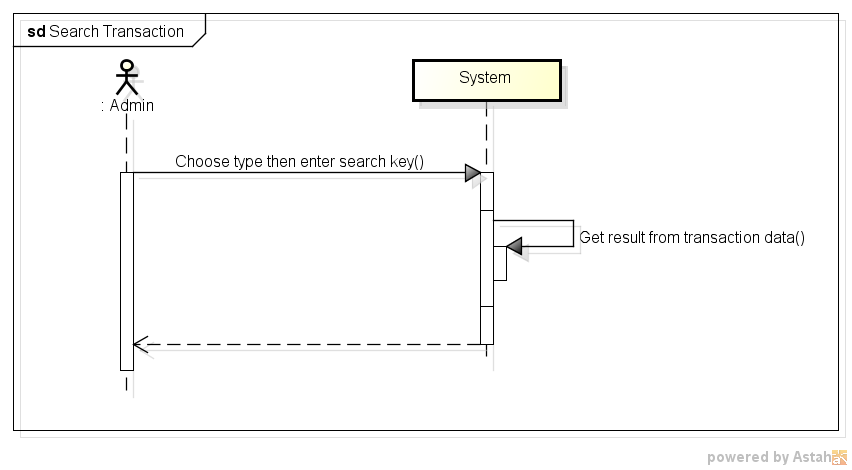 sd Search Transaction
: Admin
System
Choose type then enter search key()
Get result from transaction data()
powered by Astah